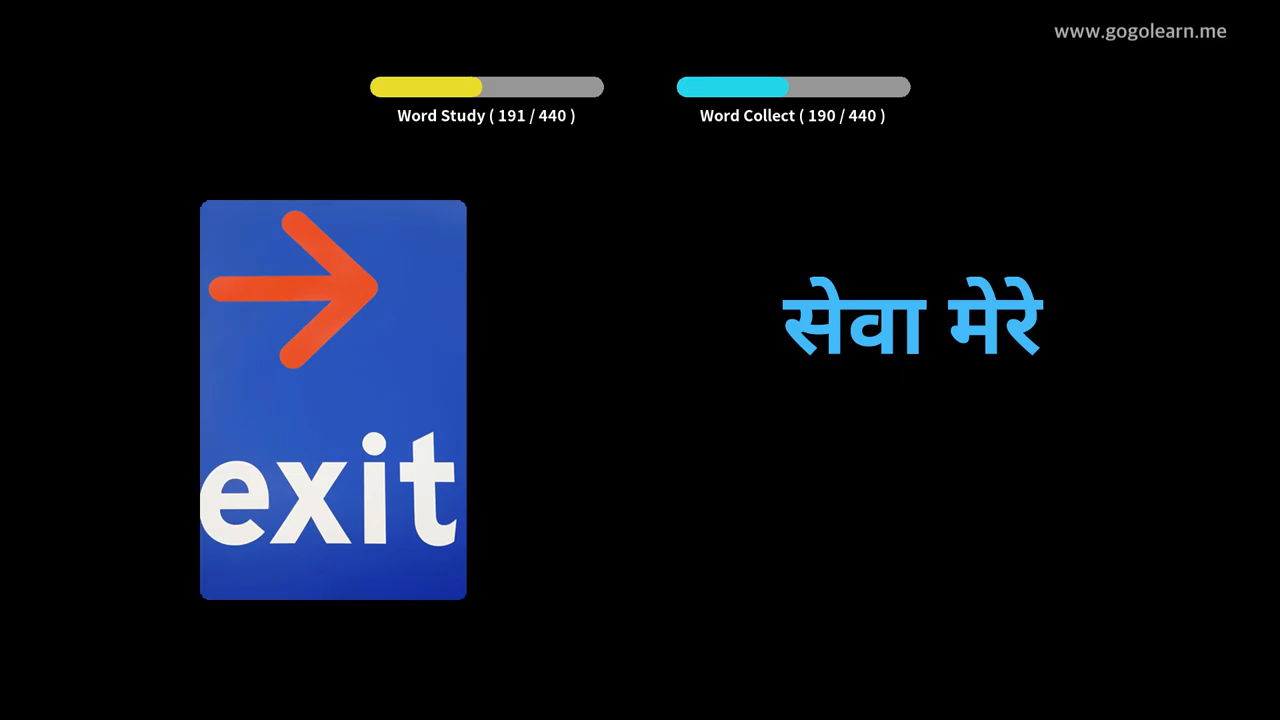 www.gogolearn.me
Word Study ( 191 / 440 )
Word Collect ( 190 / 440 )
exit
सेवा मेरे